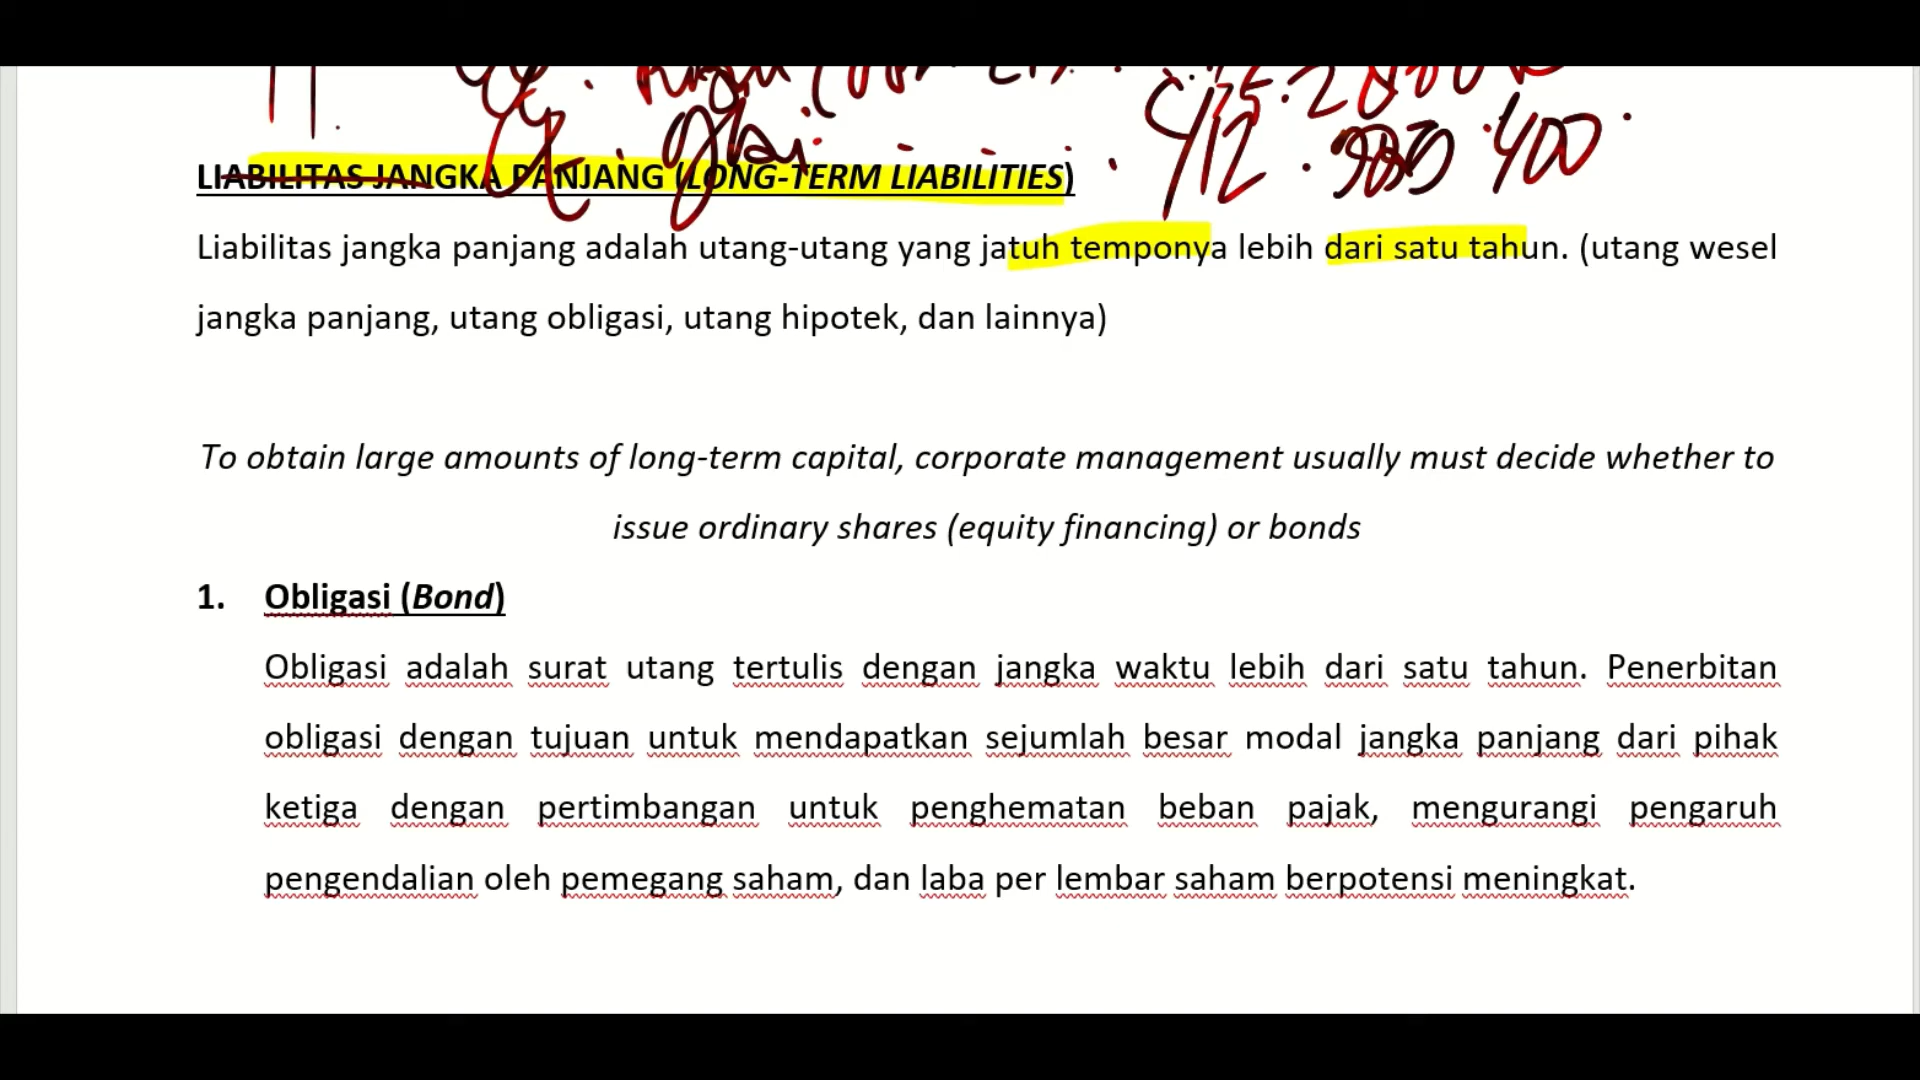 LIABILITAS JANGKA PANJANG (LONG-TERM LIABILITIES)
Liabilitas jangka panjang adalah utang-utang yang jatuh temponya lebih dari satu tahun. (utang wesel
jangka panjang, utang obligasi, utang hipotek, dan lainnya)
To obtain large amounts of long-term capital, corporate management usually must decide whether to
issue ordinary shares (equity financing) or bonds
1. Obligasi (Bond)
Obligasi adalah surat utang tertulis dengan jangka waktu lebih dari satu tahun. Penerbitan
obligasi dengan tujuan untuk mendapatkan sejumlah besar modal jangka panjang dari pihak
ketiga dengan pertimbangan untuk penghematan beban pajak, mengurangi pengaruh
pengendalian oleh pemegang saham, dan laba per lembar saham berpotensi meningkat.